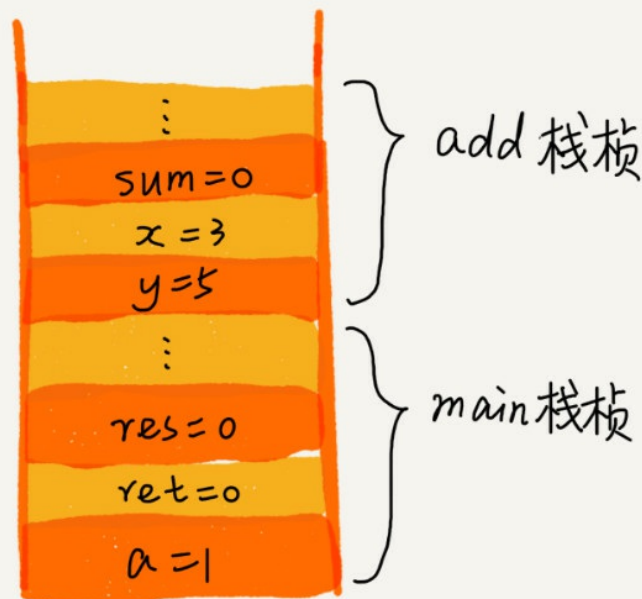 ⋮
sum=0
x=3
y=5
add 栈桢
⋮
res=0
ret=0
a=1
main栈桢